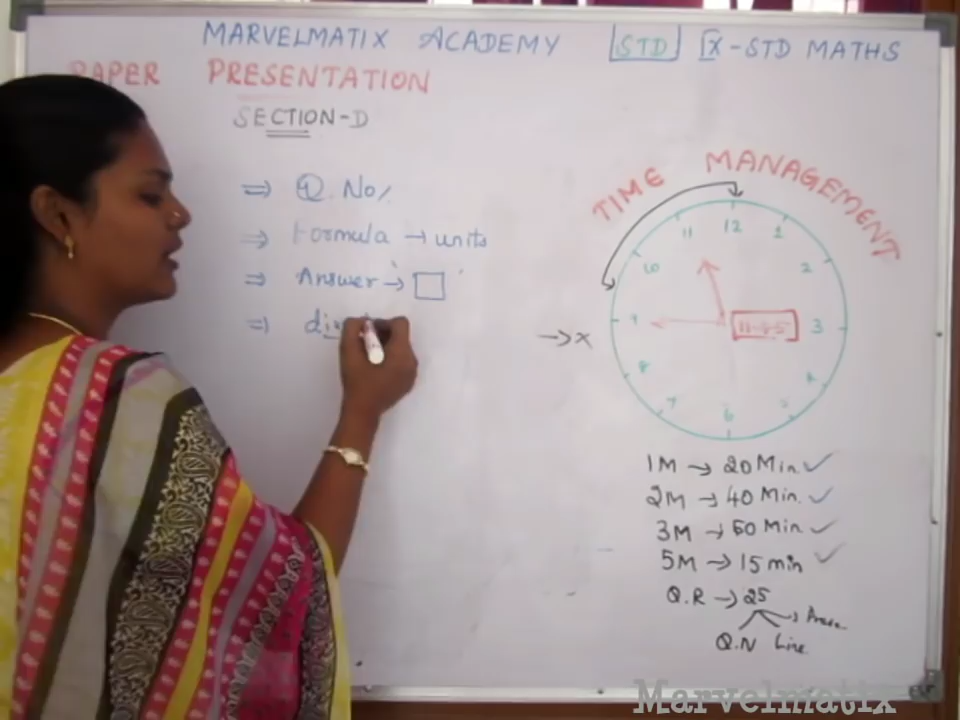 MARVELMATIX ACADEMY STD X-STD MATHS
PAPER PRESENTATION
SECTION-D
⇒ Q. No.
⇒ Formula → units
⇒ Answer →
⇒
TIME MANAGEMENT
12
1
2
3
4
5
6
7
8
9
10
11
→ x
1M → 20 Min. ✓
2M → 40 Min. ✓
3M → 60 Min ✓
5M → 15 min ✓
Q.R → 25
Q.N Line
Marvelmatix